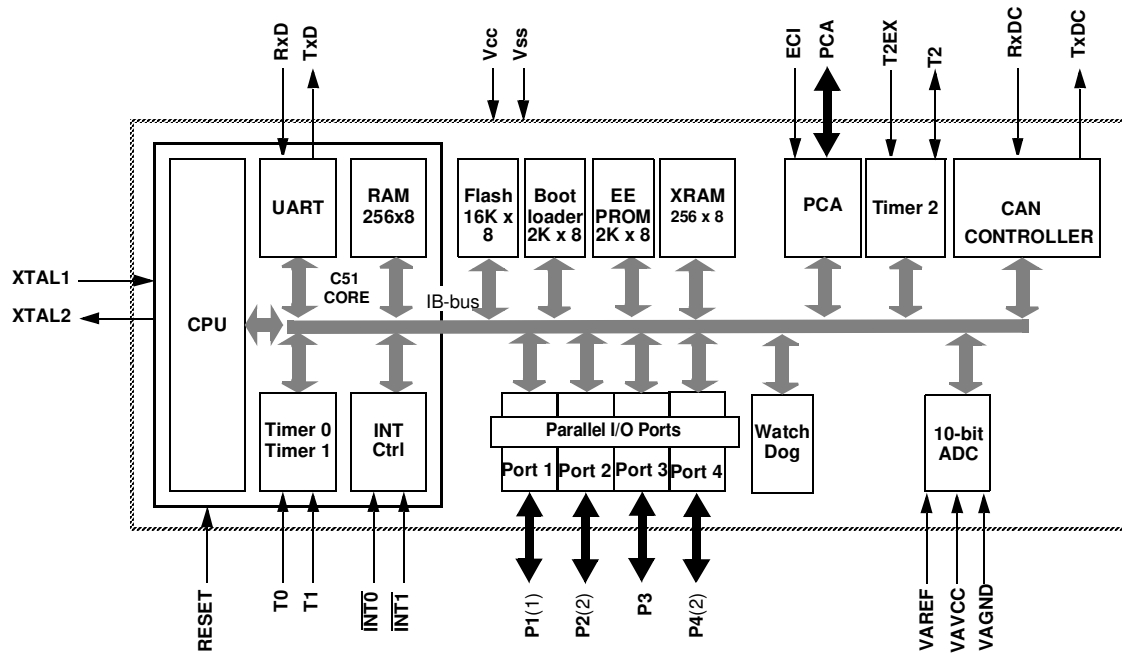 RxD
TxD
Vcc
Vss
ECI
PCA
T2EX
T2
RxDC
TxDC
UART
RAM
256x8
Flash
16K x
8
Boot
loader
2K x 8
EE
PROM
2K x 8
XRAM
256 x 8
PCA
Timer 2
CAN
CONTROLLER
XTAL1
XTAL2
CPU
C51
CORE
IB-bus
Timer 0
Timer 1
INT
Ctrl
Parallel I/O Ports
Port 1
Port 2
Port 3
Port 4
Watch
Dog
10-bit
ADC
RESET
T0
T1
INT0
INT1
P1(1)
P2(2)
P3
P4(2)
VAREF
VAVCC
VAGND